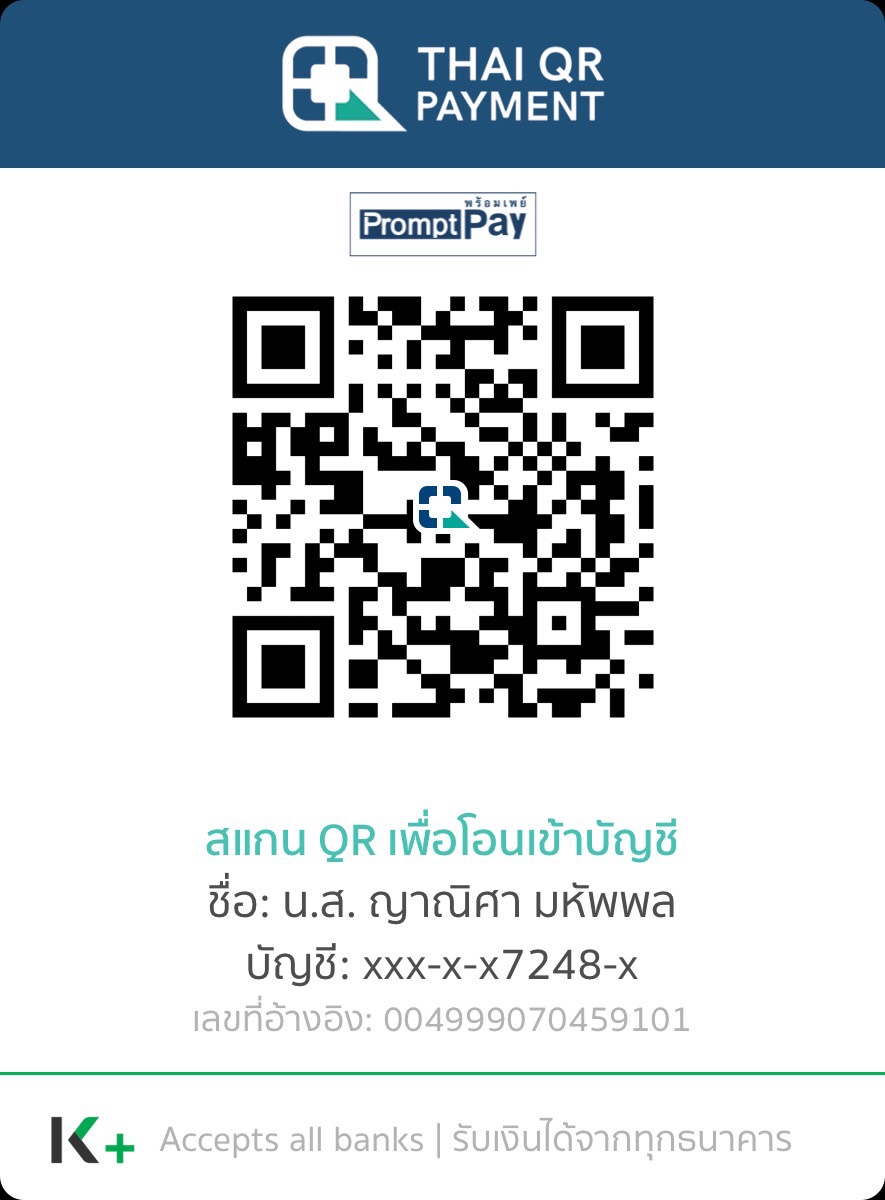 THAI QR
PAYMENT
พร้อมเพย์
PromptPay
สแกน QR เพื่อโอนเข้าบัญชี
ชื่อ: น.ส. ญาณิศา มหัพพล
บัญชี: xxx-x-x7248-x
เลขที่อ้างอิง: 004999070459101
K+ Accepts all banks | รับเงินได้จากทุกธนาคาร